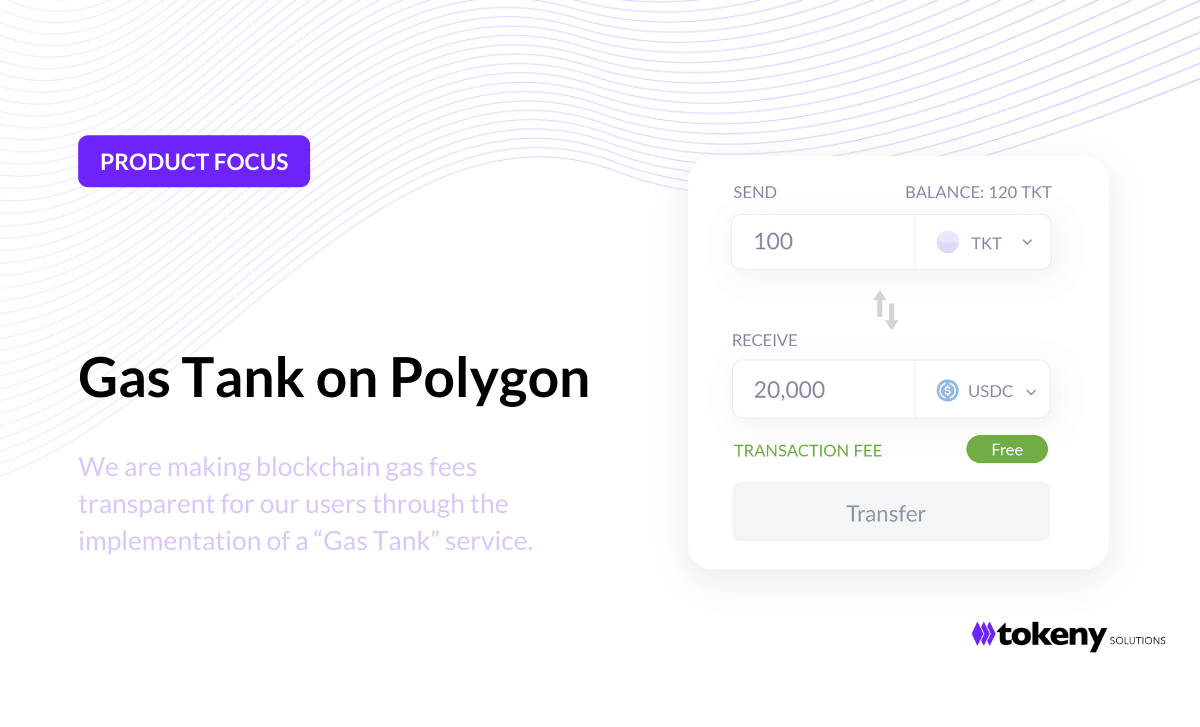 PRODUCT FOCUS
Gas Tank on Polygon
We are making blockchain gas fees
transparent for our users through the
implementation of a “Gas Tank” service.
SEND BALANCE: 120 TKT
100 TKT
RECEIVE
20,000 USDC
TRANSACTION FEE Free
Transfer
tokeny SOLUTIONS